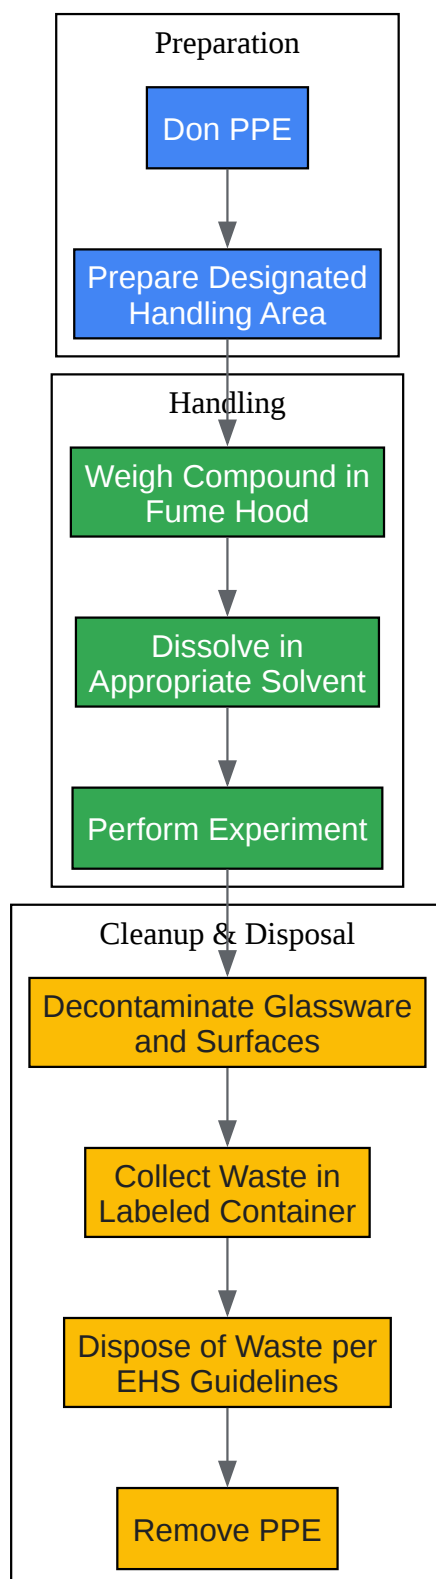 Preparation
Don PPE
Prepare Designated
Handling Area
Handling
Weigh Compound in
Fume Hood
Dissolve in
Appropriate Solvent
Perform Experiment
Cleanup & Disposal
Decontaminate Glassware
and Surfaces
Collect Waste in
Labeled Container
Dispose of Waste per
EHS Guidelines
Remove PPE